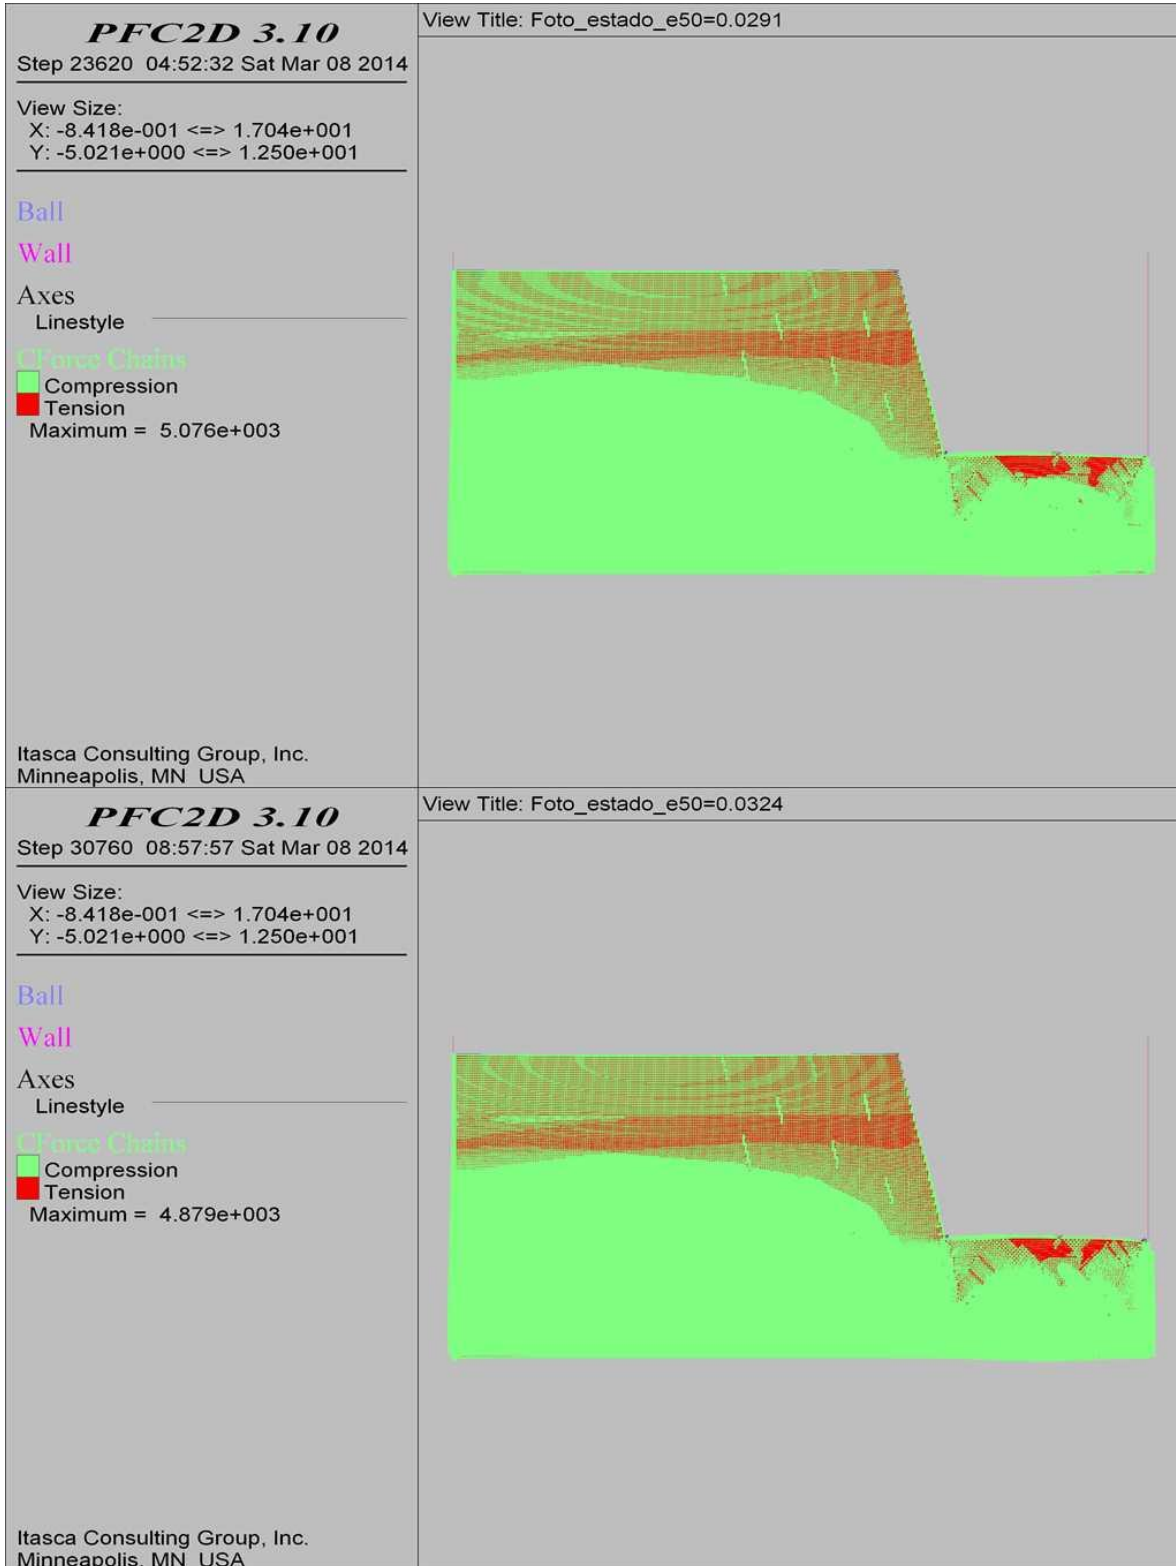 PFC2D 3.10
Step 23620 04:52:32 Sat Mar 08 2014
View Size:
X: -8.418e-001 <=> 1.704e+001
Y: -5.021e+000 <=> 1.250e+001
Ball
Wall
Axes
Linestyle
CForce Chains
Compression
Tension
Maximum = 5.076e+003
Itasca Consulting Group, Inc.
Minneapolis, MN USA
View Title: Foto_estado_e50=0.0291
PFC2D 3.10
Step 30760 08:57:57 Sat Mar 08 2014
View Size:
X: -8.418e-001 <=> 1.704e+001
Y: -5.021e+000 <=> 1.250e+001
Ball
Wall
Axes
Linestyle
CForce Chains
Compression
Tension
Maximum = 4.879e+003
Itasca Consulting Group, Inc.
Minneapolis, MN USA
View Title: Foto_estado_e50=0.0324